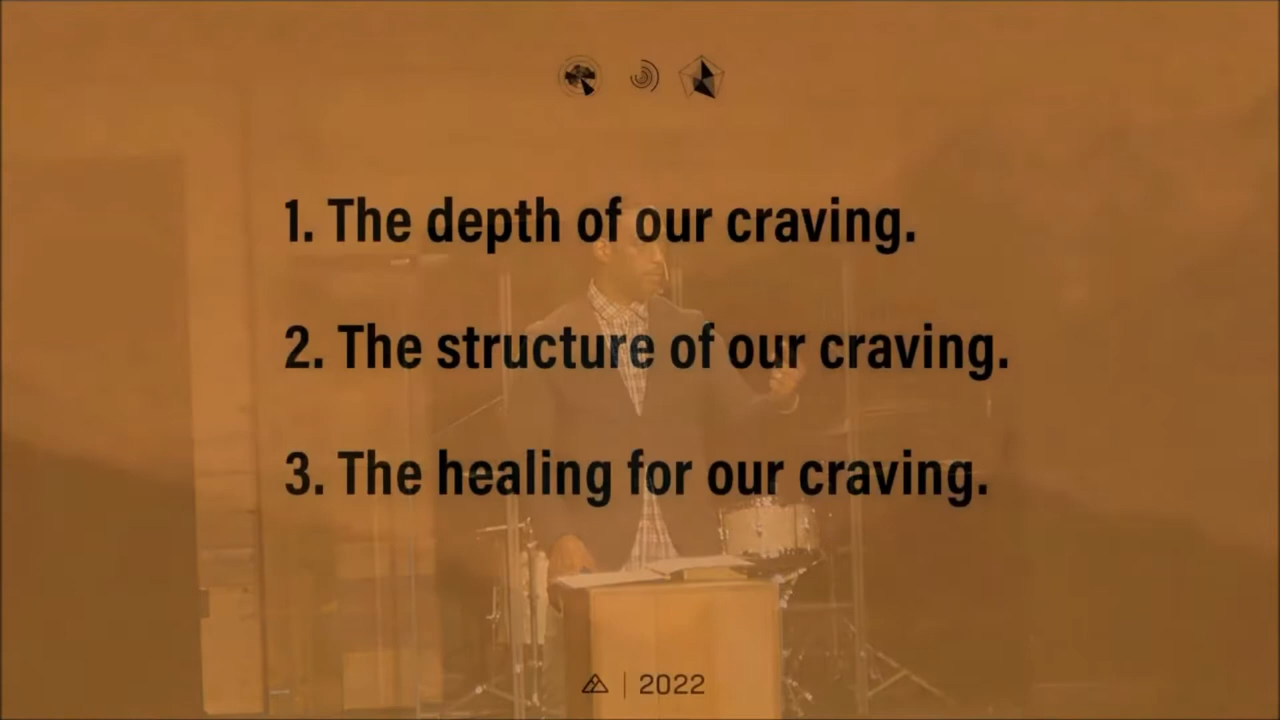 1. The depth of our craving.
2. The structure of our craving.
3. The healing for our craving.
2022